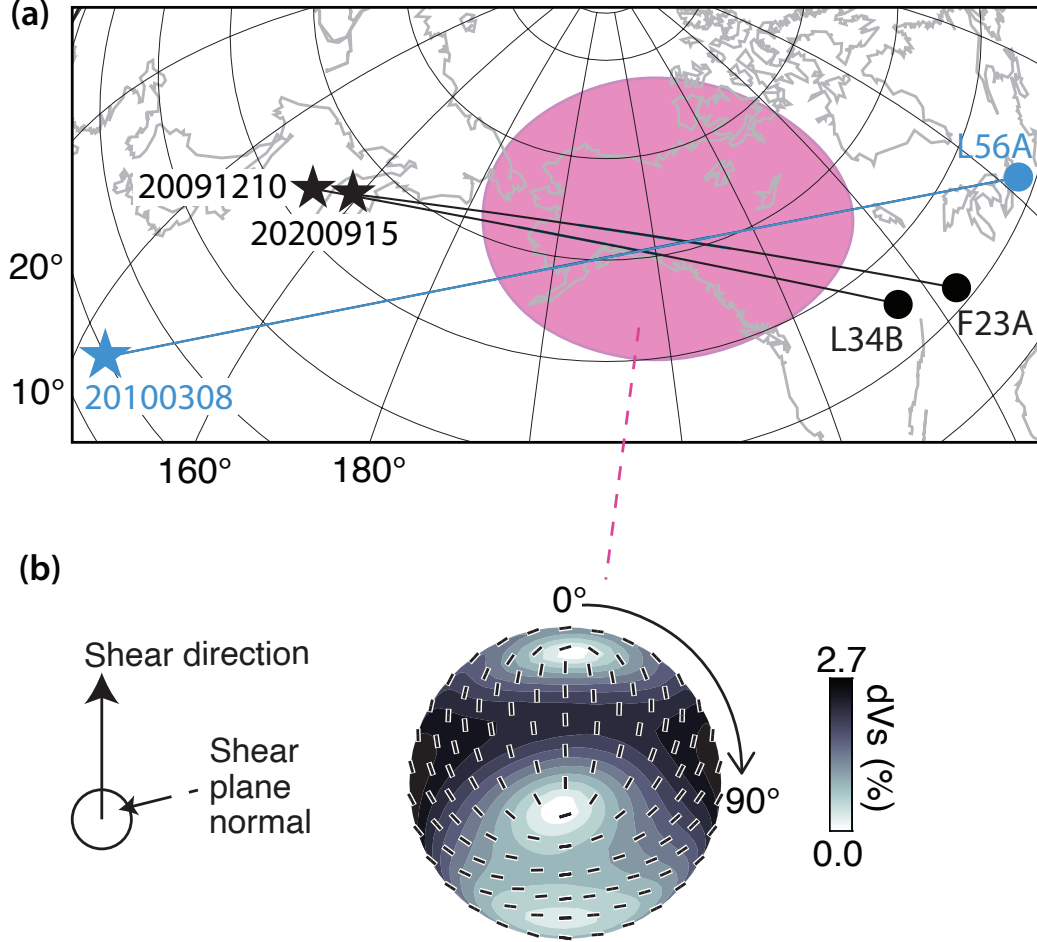 (a)
L56A
20091210
20200915
20°
L34B
F23A
10°
20100308
160°
180°
(b)
0°
Shear direction
2.7
Shear
plane
normal
dVs (%)
90°
0.0